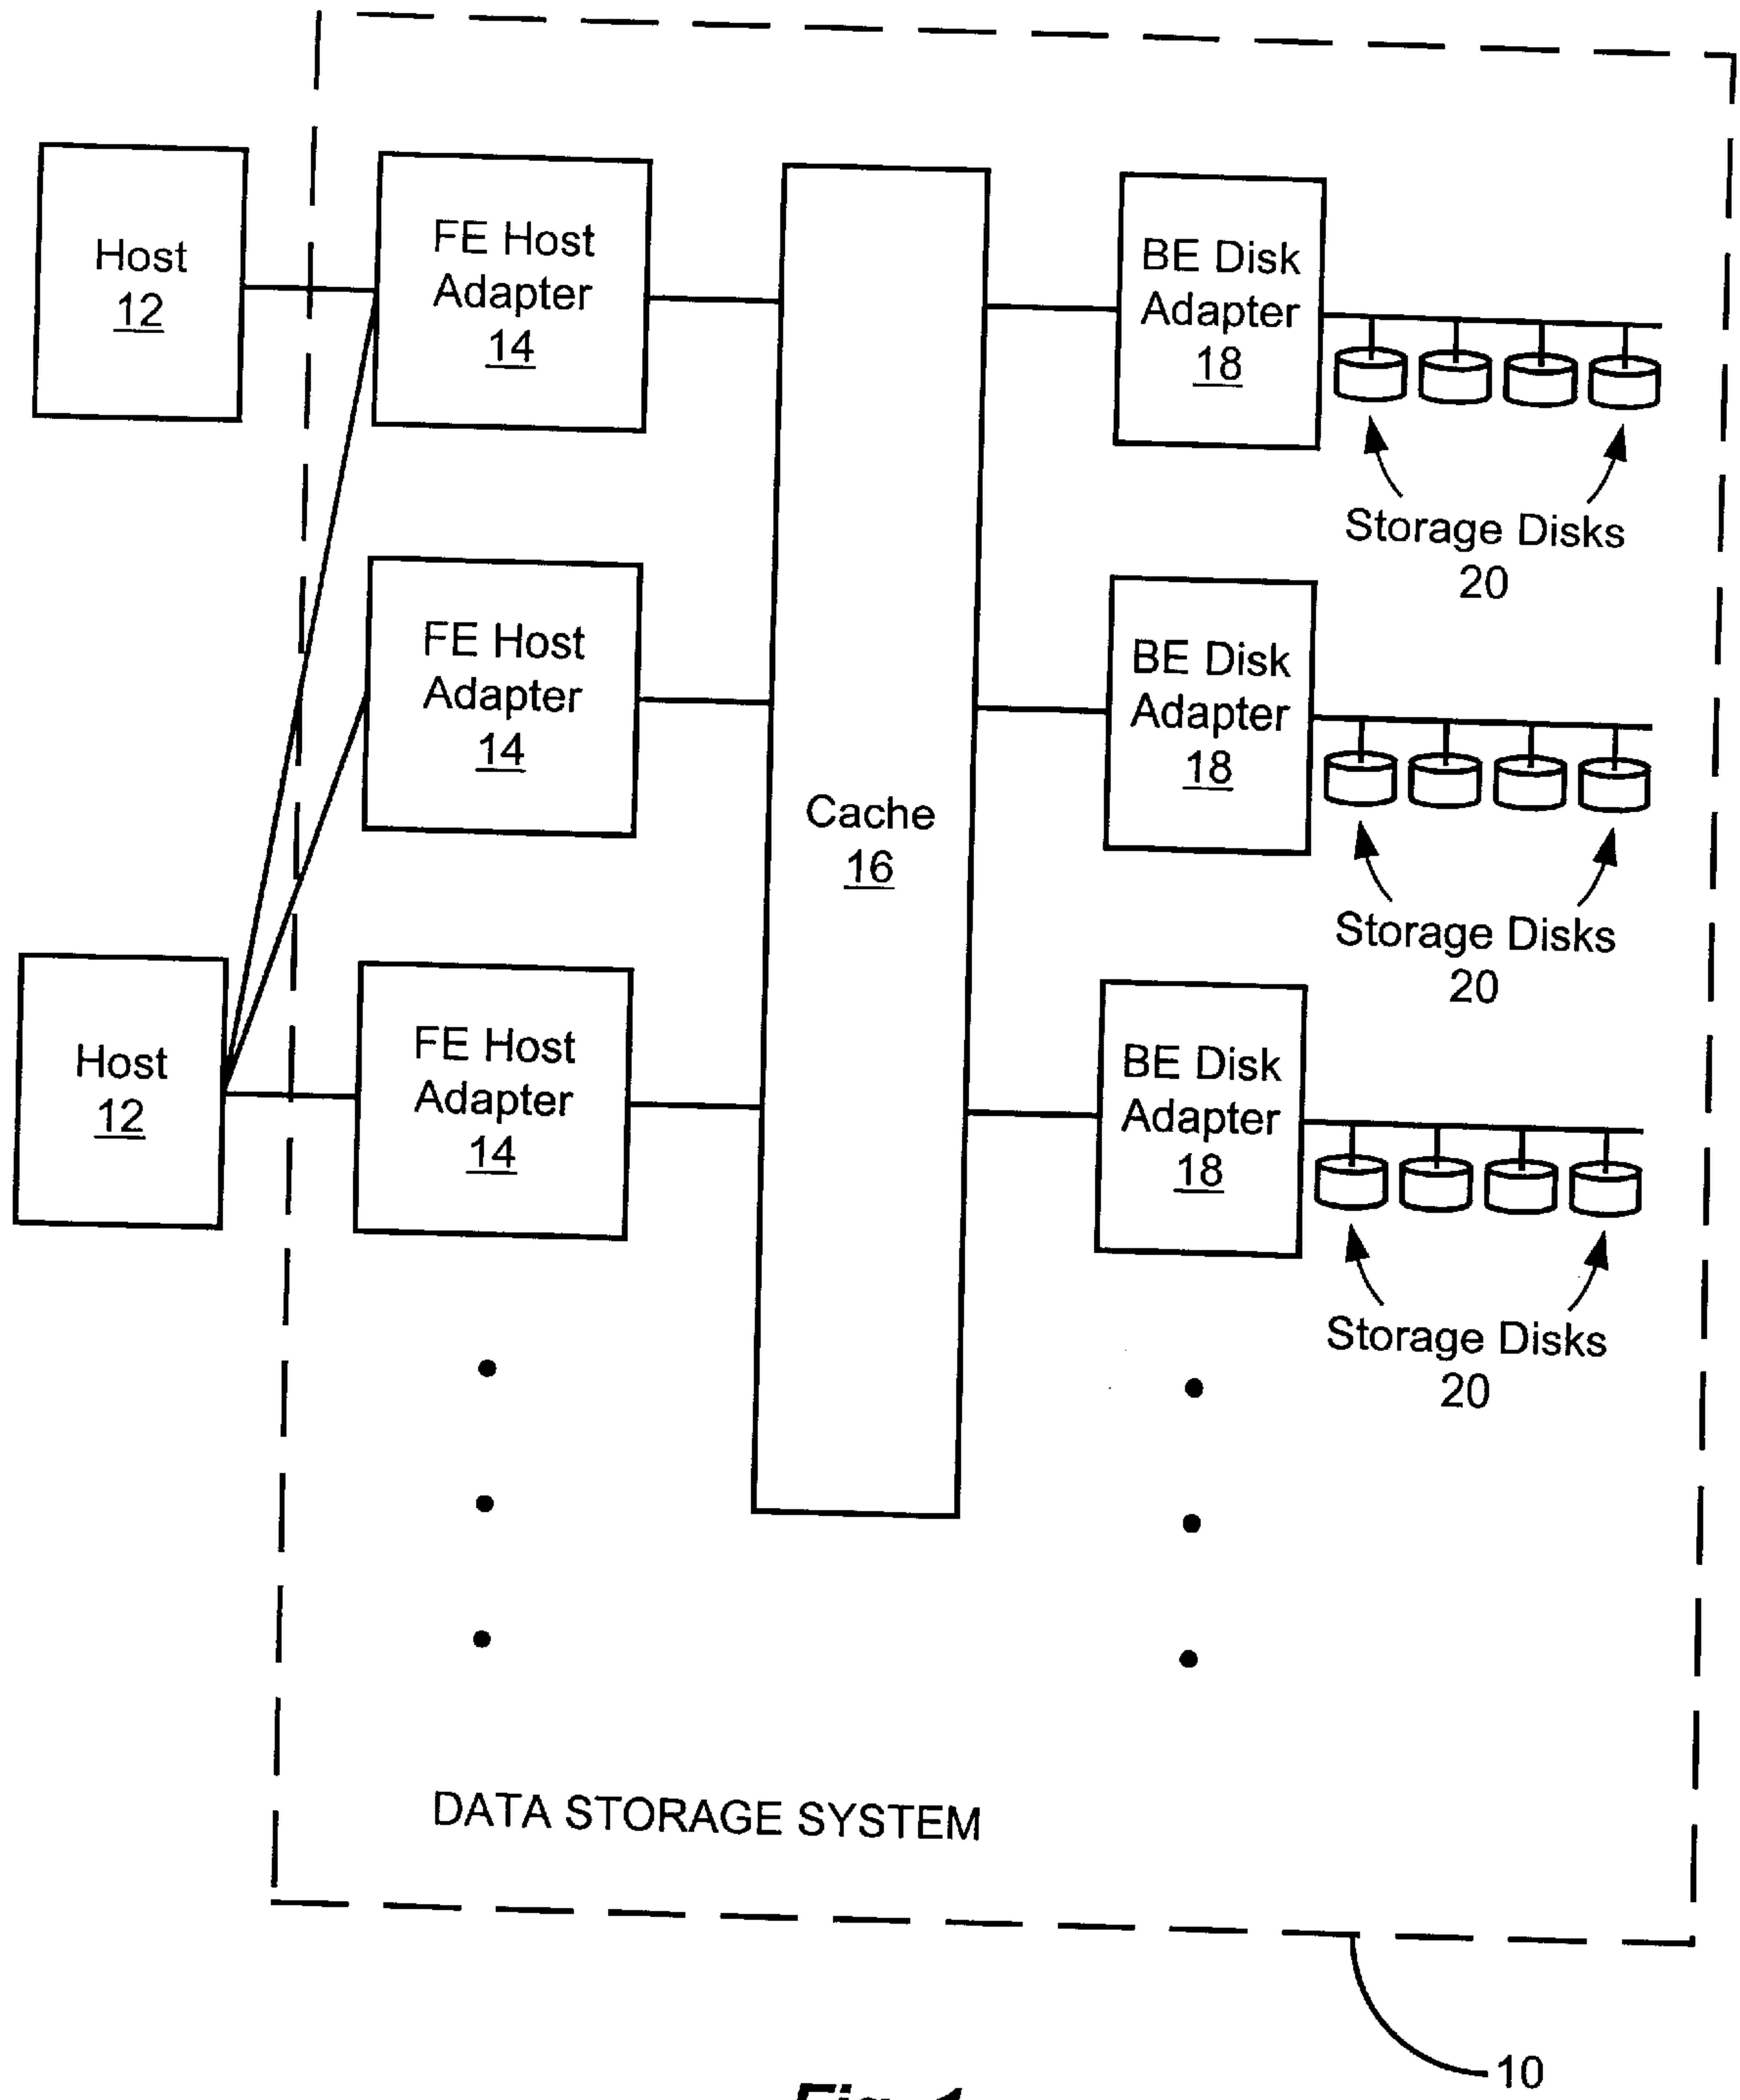 Host
12
FE Host
Adapter
14
BE Disk
Adapter
18
Storage Disks
20
FE Host
Adapter
14
Cache
16
BE Disk
Adapter
18
Storage Disks
20
Host
12
FE Host
Adapter
14
BE Disk
Adapter
18
Storage Disks
20
DATA STORAGE SYSTEM
10
Fig. 1